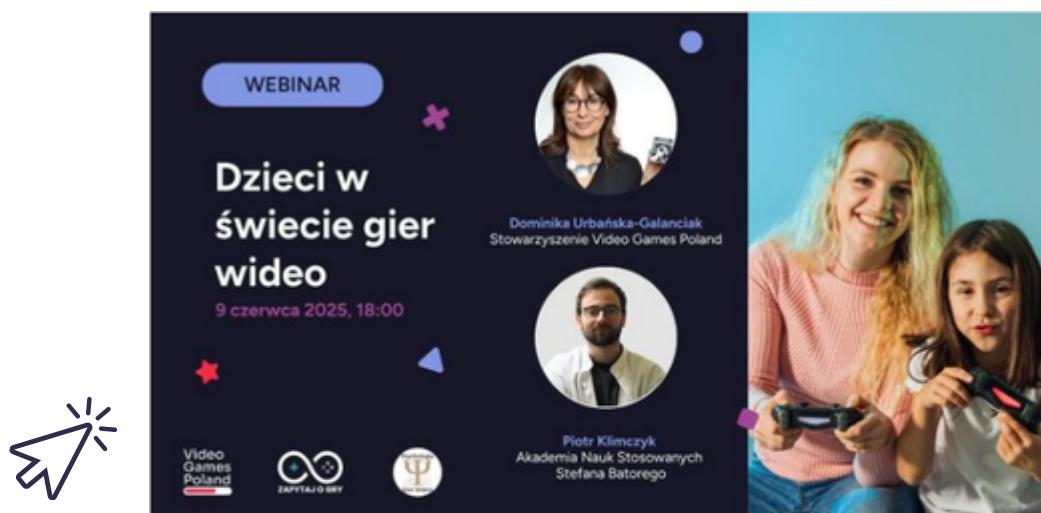 WEBINAR
Dzieci w
świecie gier
wideo
9 czerwca 2025, 18:00
Dominika Urbańska-Galanciak
Stowarzyszenie Video Games Poland
Piotr Klimczyk
Akademia Nauk Stosowanych
Stefana Batorego
Video
Games
Poland
ZAPYTAJ O GRY
Ψ